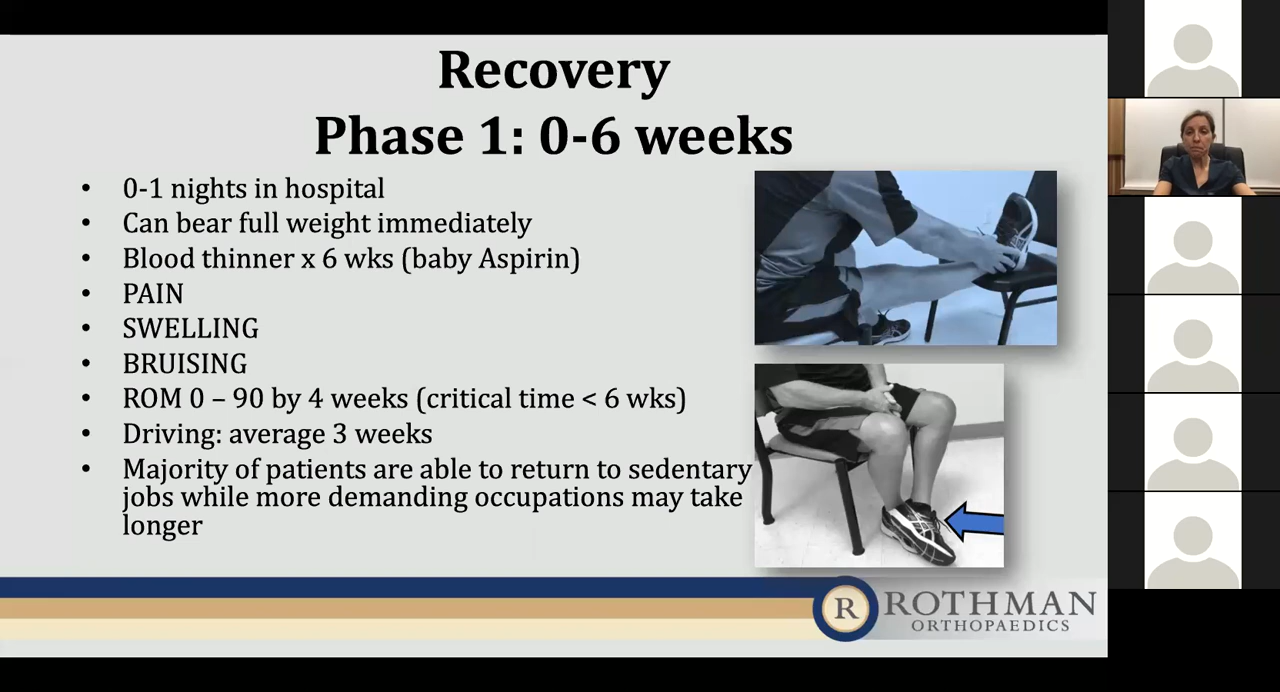 Recovery
Phase 1: 0-6 weeks
• 0-1 nights in hospital
• Can bear full weight immediately
• Blood thinner x 6 wks (baby Aspirin)
• PAIN
• SWELLING
• BRUISING
• ROM 0 – 90 by 4 weeks (critical time < 6 wks)
• Driving: average 3 weeks
• Majority of patients are able to return to sedentary
jobs while more demanding occupations may take
longer
R ROTHMAN
ORTHOPAEDICS